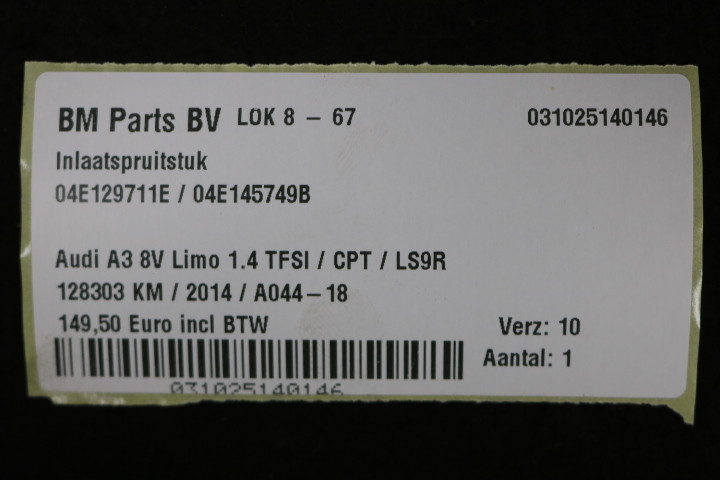 BM Parts BV LOK 8 – 67 031025140146
Inlaatspruitstuk
04E129711E / 04E145749B
Audi A3 8V Limo 1.4 TFSI / CPT / LS9R
128303 KM / 2014 / A044–18
149,50 Euro incl BTW Verz: 10
Aantal: 1
031025140146